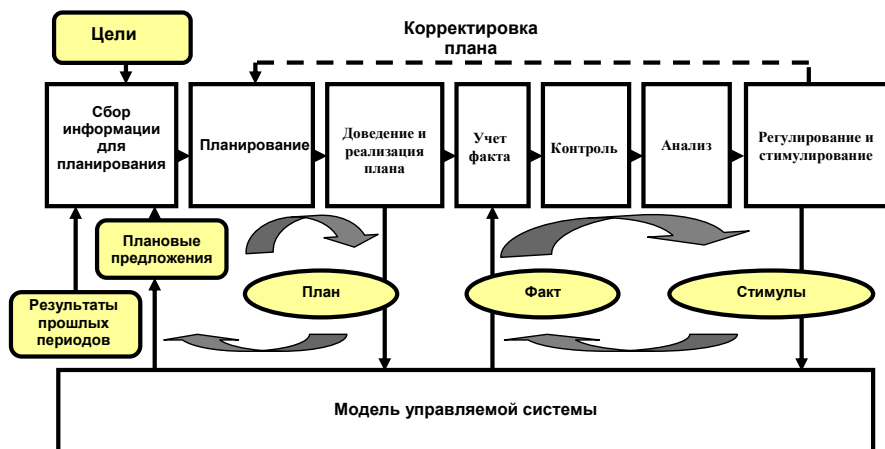 Цели
Корректировка
плана
Сбор
информации
для
планирования
Планирование
Доведение и
реализация
плана
Учет
факта
Контроль
Анализ
Регулирование и
стимулирование
Плановые
предложения
Результаты
прошлых
периодов
План
Факт
Стимулы
Модель управляемой системы